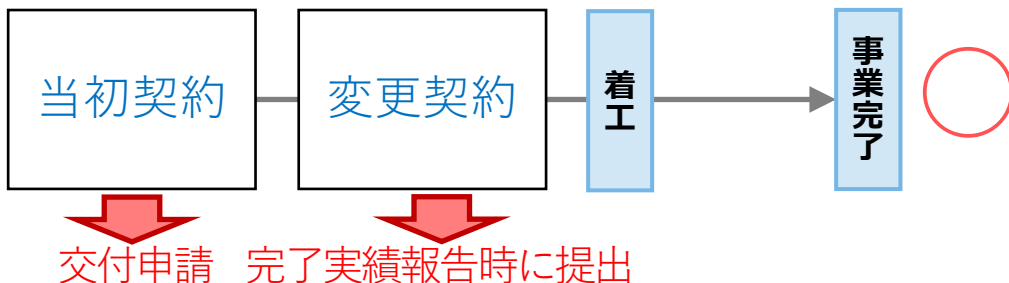 当初契約
変更契約
着工
事業完了
交付申請
完了実績報告時に提出